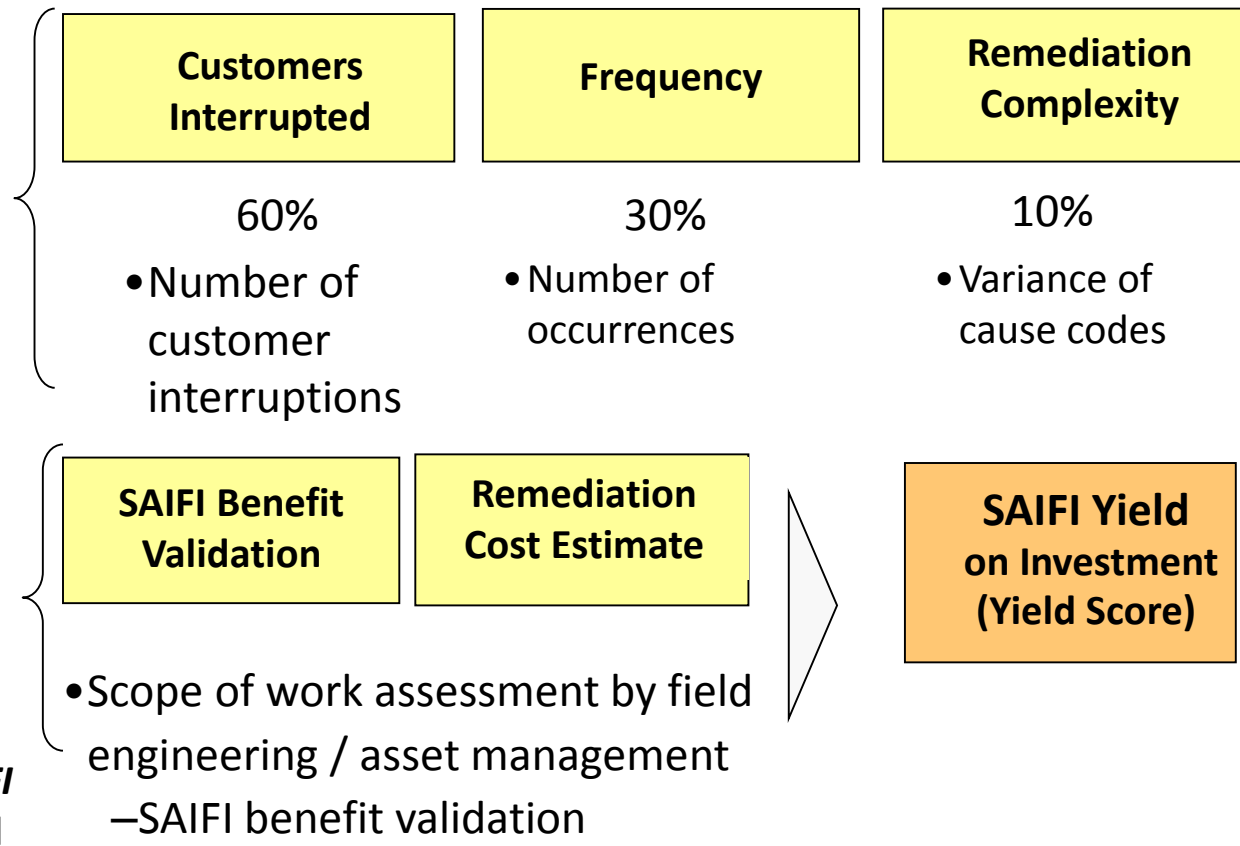 Customers
Interrupted
Frequency
Remediation
Complexity
60%
30%
10%
•Number of
customer
interruptions
•Number of
occurrences
•Variance of
cause codes
SAIFI Benefit
Validation
Remediation
Cost Estimate
SAIFI Yield
on Investment
(Yield Score)
•Scope of work assessment by field
engineering / asset management
–SAIFI benefit validation